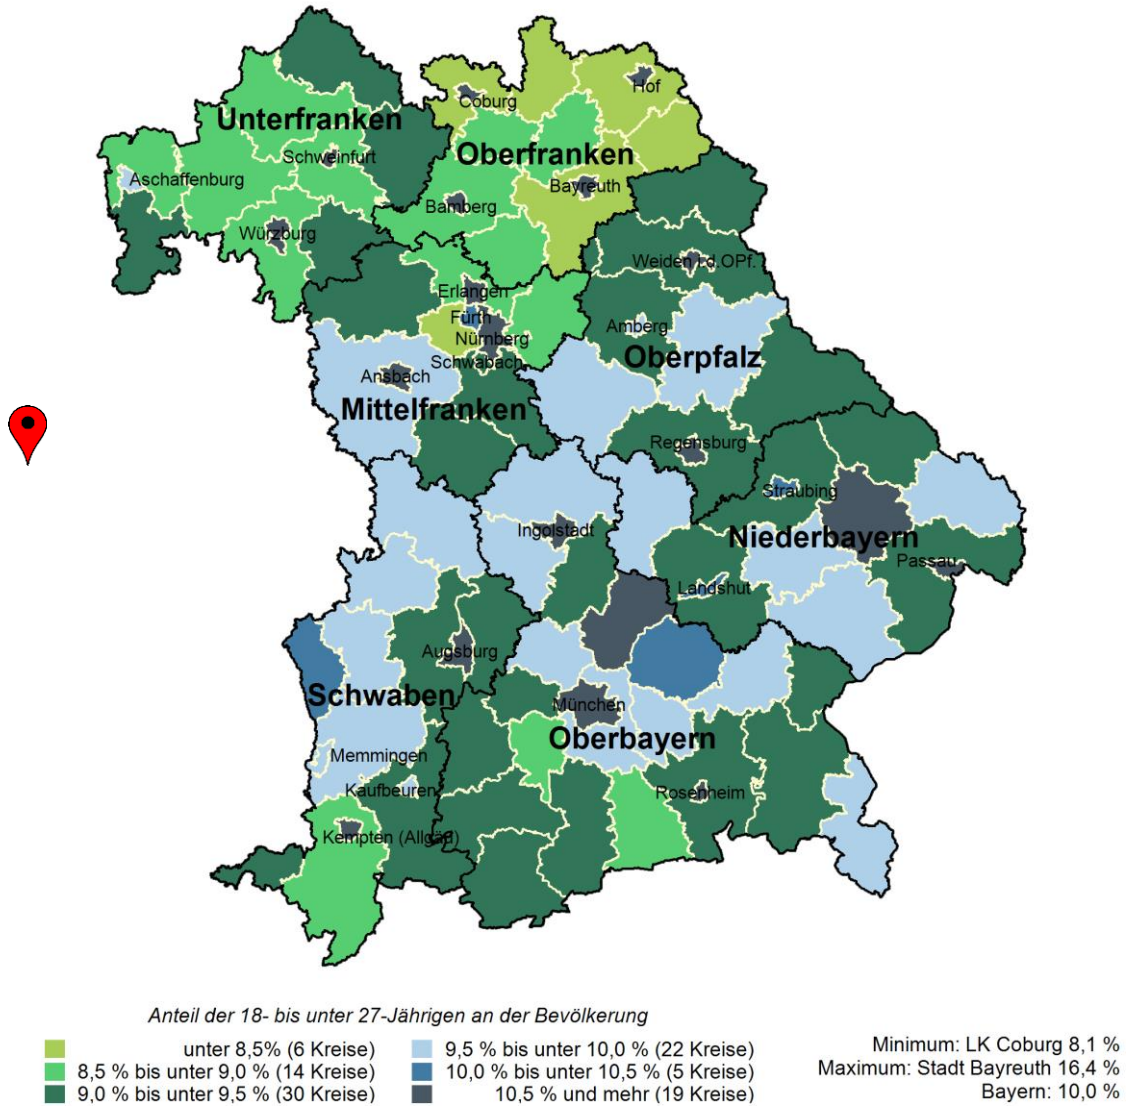 Hof
Coburg
Unterfranken
Oberfranken
Schweinfurt
Aschaffenburg
Bayreuth
Bamberg
Würzburg
Weiden i.d.OPf.
Erlangen
Fürth
Amberg
Nürnberg
Oberpfalz
Schwabach
Ansbach
Mittelfranken
Regensburg
Straubing
Ingolstadt
Niederbayern
Passau
Landshut
Augsburg
Schwaben
München
Oberbayern
Memmingen
Kaufbeuren
Rosenheim
Kempten (Allgäu)
Anteil der 18- bis unter 27-Jährigen an der Bevölkerung
unter 8,5% (6 Kreise)
8,5 % bis unter 9,0 % (14 Kreise)
9,0 % bis unter 9,5 % (30 Kreise)
9,5 % bis unter 10,0 % (22 Kreise)
10,0 % bis unter 10,5 % (5 Kreise)
10,5 % und mehr (19 Kreise)
Minimum: LK Coburg 8,1 %
Maximum: Stadt Bayreuth 16,4 %
Bayern: 10,0 %